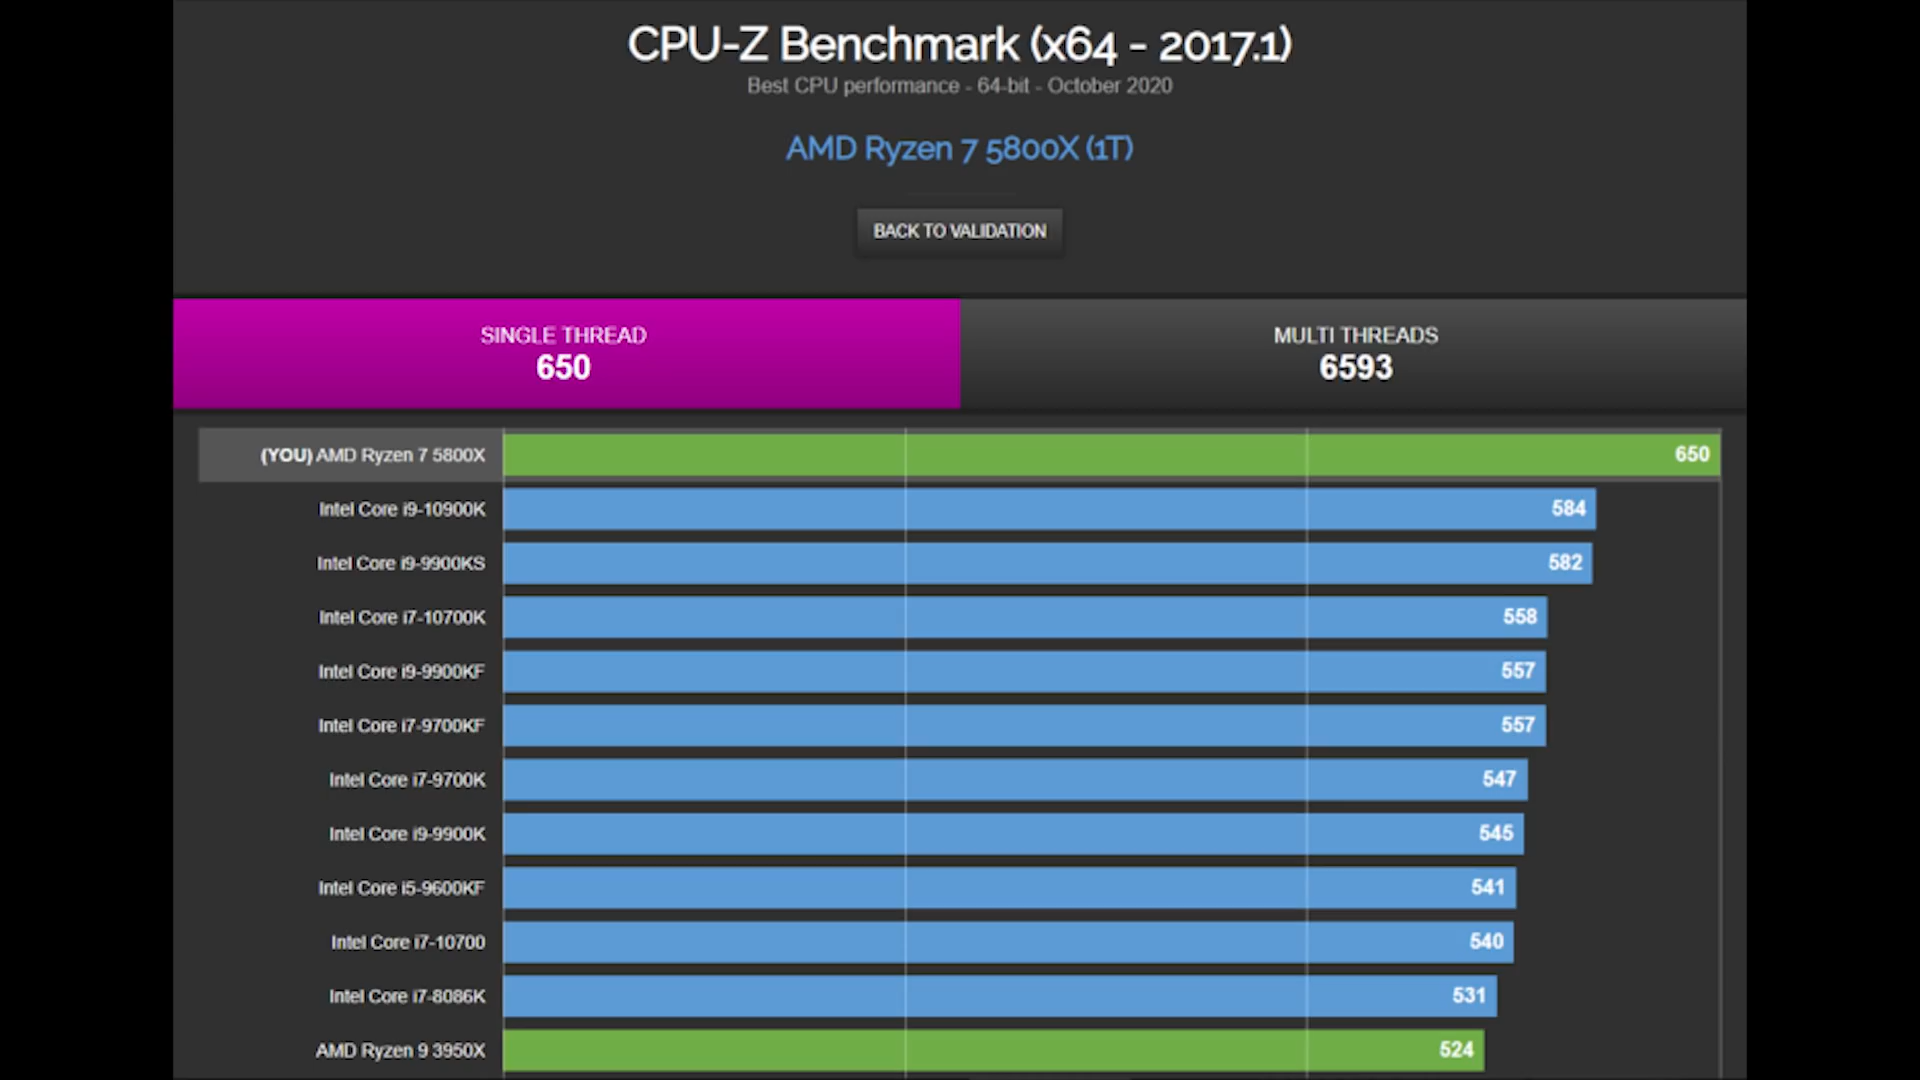 CPU-Z Benchmark (x64 - 2017.1)
Best CPU performance - 64-bit - October 2020
AMD Ryzen 7 5800X (1T)
BACK TO VALIDATION
SINGLE THREAD
650
MULTI THREADS
6593
(YOU) AMD Ryzen 7 5800X 650
Intel Core i9-10900K 584
Intel Core i9-9900KS 582
Intel Core i7-10700K 558
Intel Core i9-9900KF 557
Intel Core i7-9700KF 557
Intel Core i7-9700K 547
Intel Core i9-9900K 545
Intel Core i5-9600KF 541
Intel Core i7-10700 540
Intel Core i7-8086K 531
AMD Ryzen 9 3950X 524